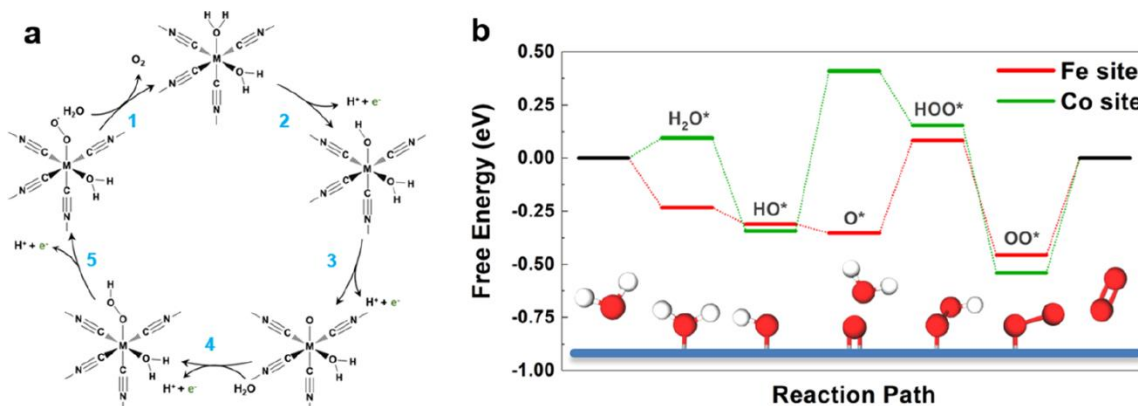 a
O₂
H₂O
1
2
H⁺ + e⁻
3
H⁺ + e⁻
4
H₂O
H⁺ + e⁻
5
H⁺ + e⁻
H H
O
N C C N
M
N C O H
C H
N
H
O
N C C N
M
N C O H
C H
N
O
N C C N
M
N C O H
C H
N
H
O
O
N C C N
M
N C O H
C H
N
O⁻
O
N C C N
M
N C O H
C H
N
b
Free Energy (eV)
0.50
0.25
0.00
-0.25
-0.50
-0.75
-1.00
Fe site
Co site
H₂O*
HO*
O*
HOO*
OO*
Reaction Path